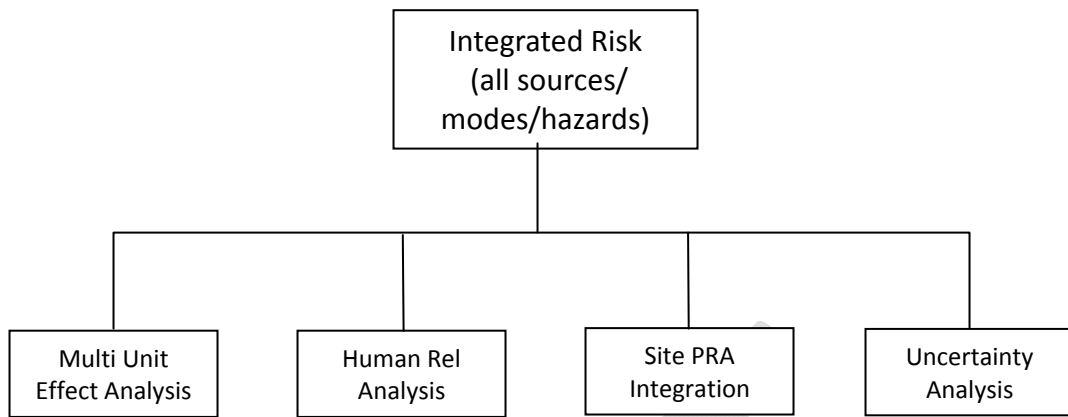 Integrated Risk
(all sources/
modes/hazards)
Multi Unit
Effect Analysis
Human Rel
Analysis
Site PRA
Integration
Uncertainty
Analysis